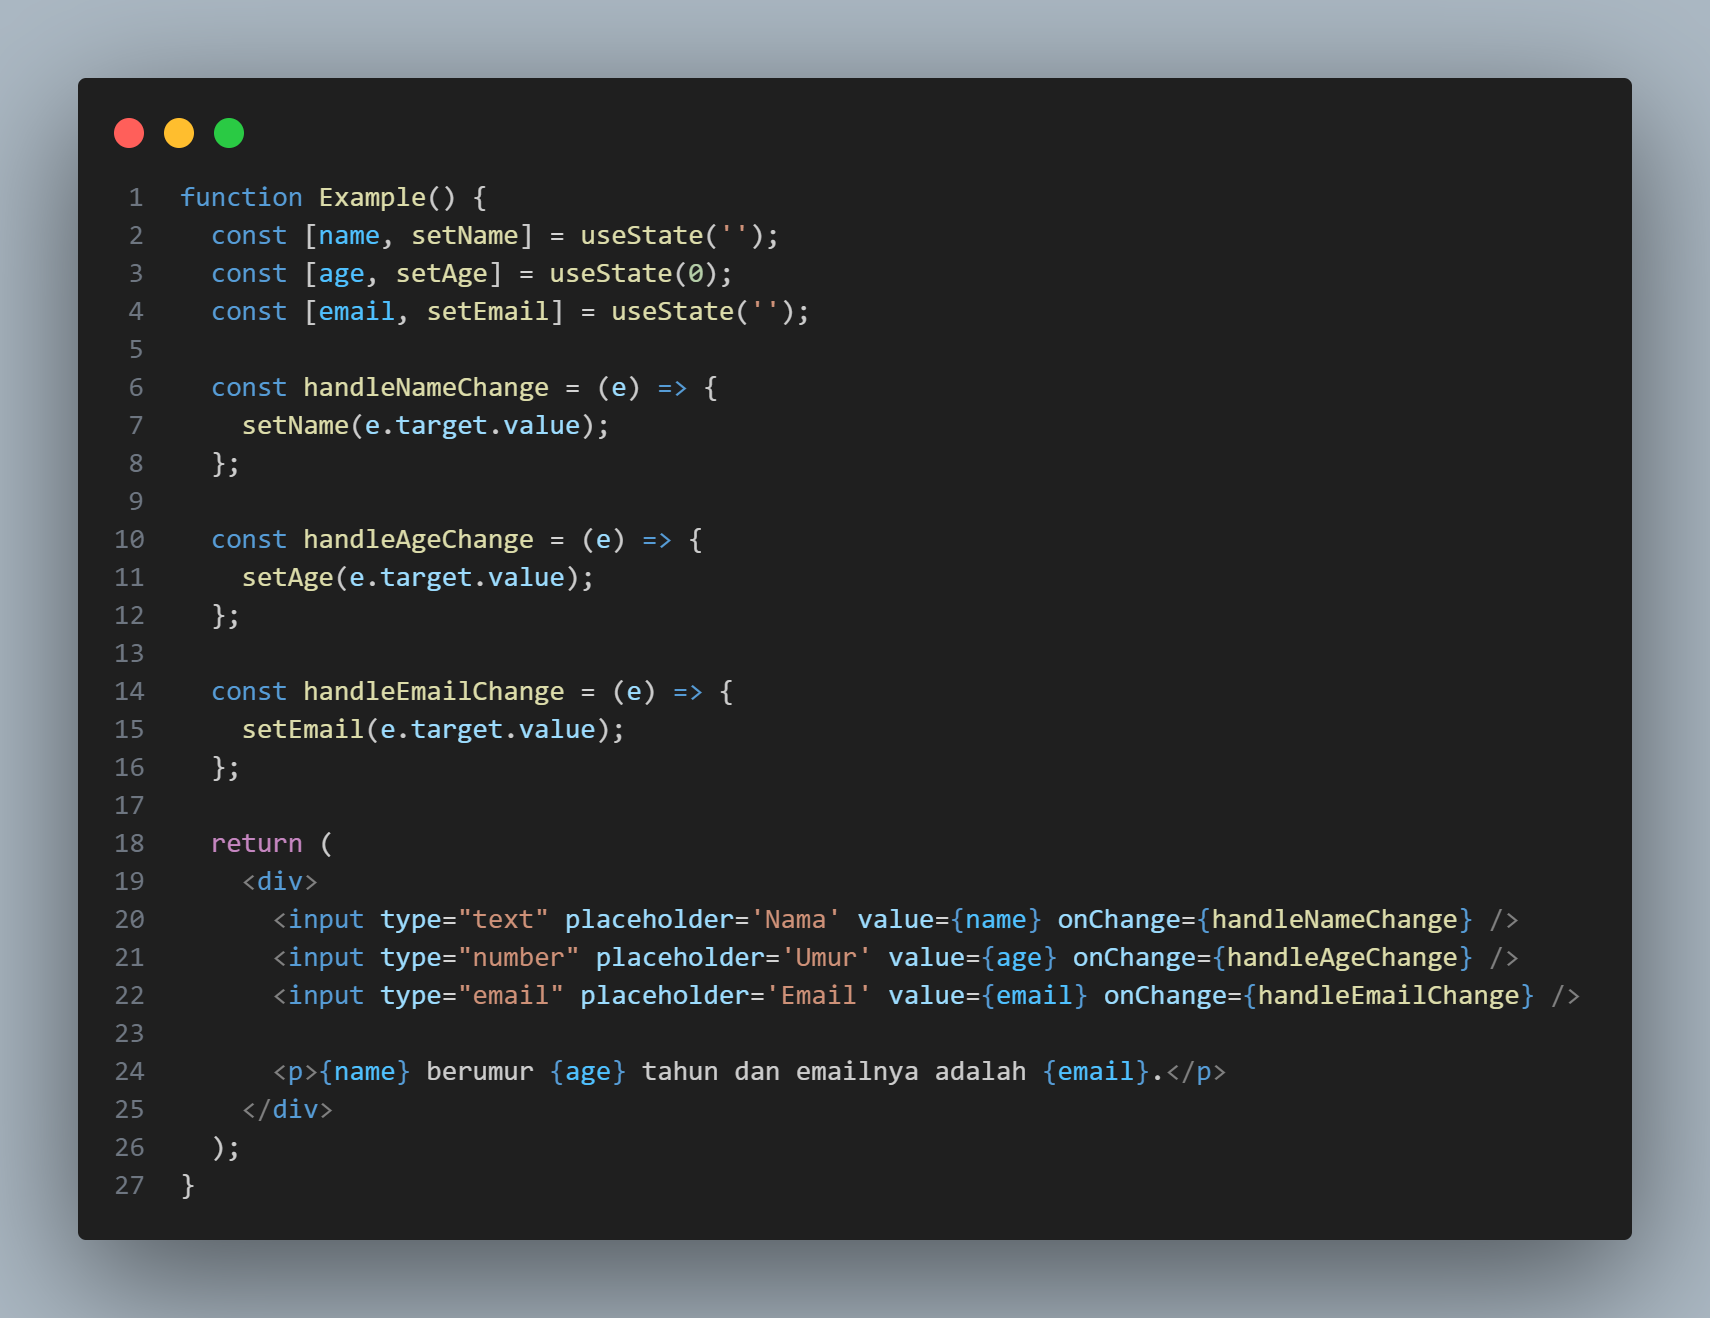 1 function Example() {
2   const [name, setName] = useState('');
3   const [age, setAge] = useState(0);
4   const [email, setEmail] = useState('');
5
6   const handleNameChange = (e) => {
7     setName(e.target.value);
8   };
9
10   const handleAgeChange = (e) => {
11     setAge(e.target.value);
12   };
13
14   const handleEmailChange = (e) => {
15     setEmail(e.target.value);
16   };
17
18   return (
19     <div>
20       <input type="text" placeholder='Nama' value={name} onChange={handleNameChange} />
21       <input type="number" placeholder='Umur' value={age} onChange={handleAgeChange} />
22       <input type="email" placeholder='Email' value={email} onChange={handleEmailChange} />
23
24       <p>{name} berumur {age} tahun dan emailnya adalah {email}.</p>
25     </div>
26   );
27 }